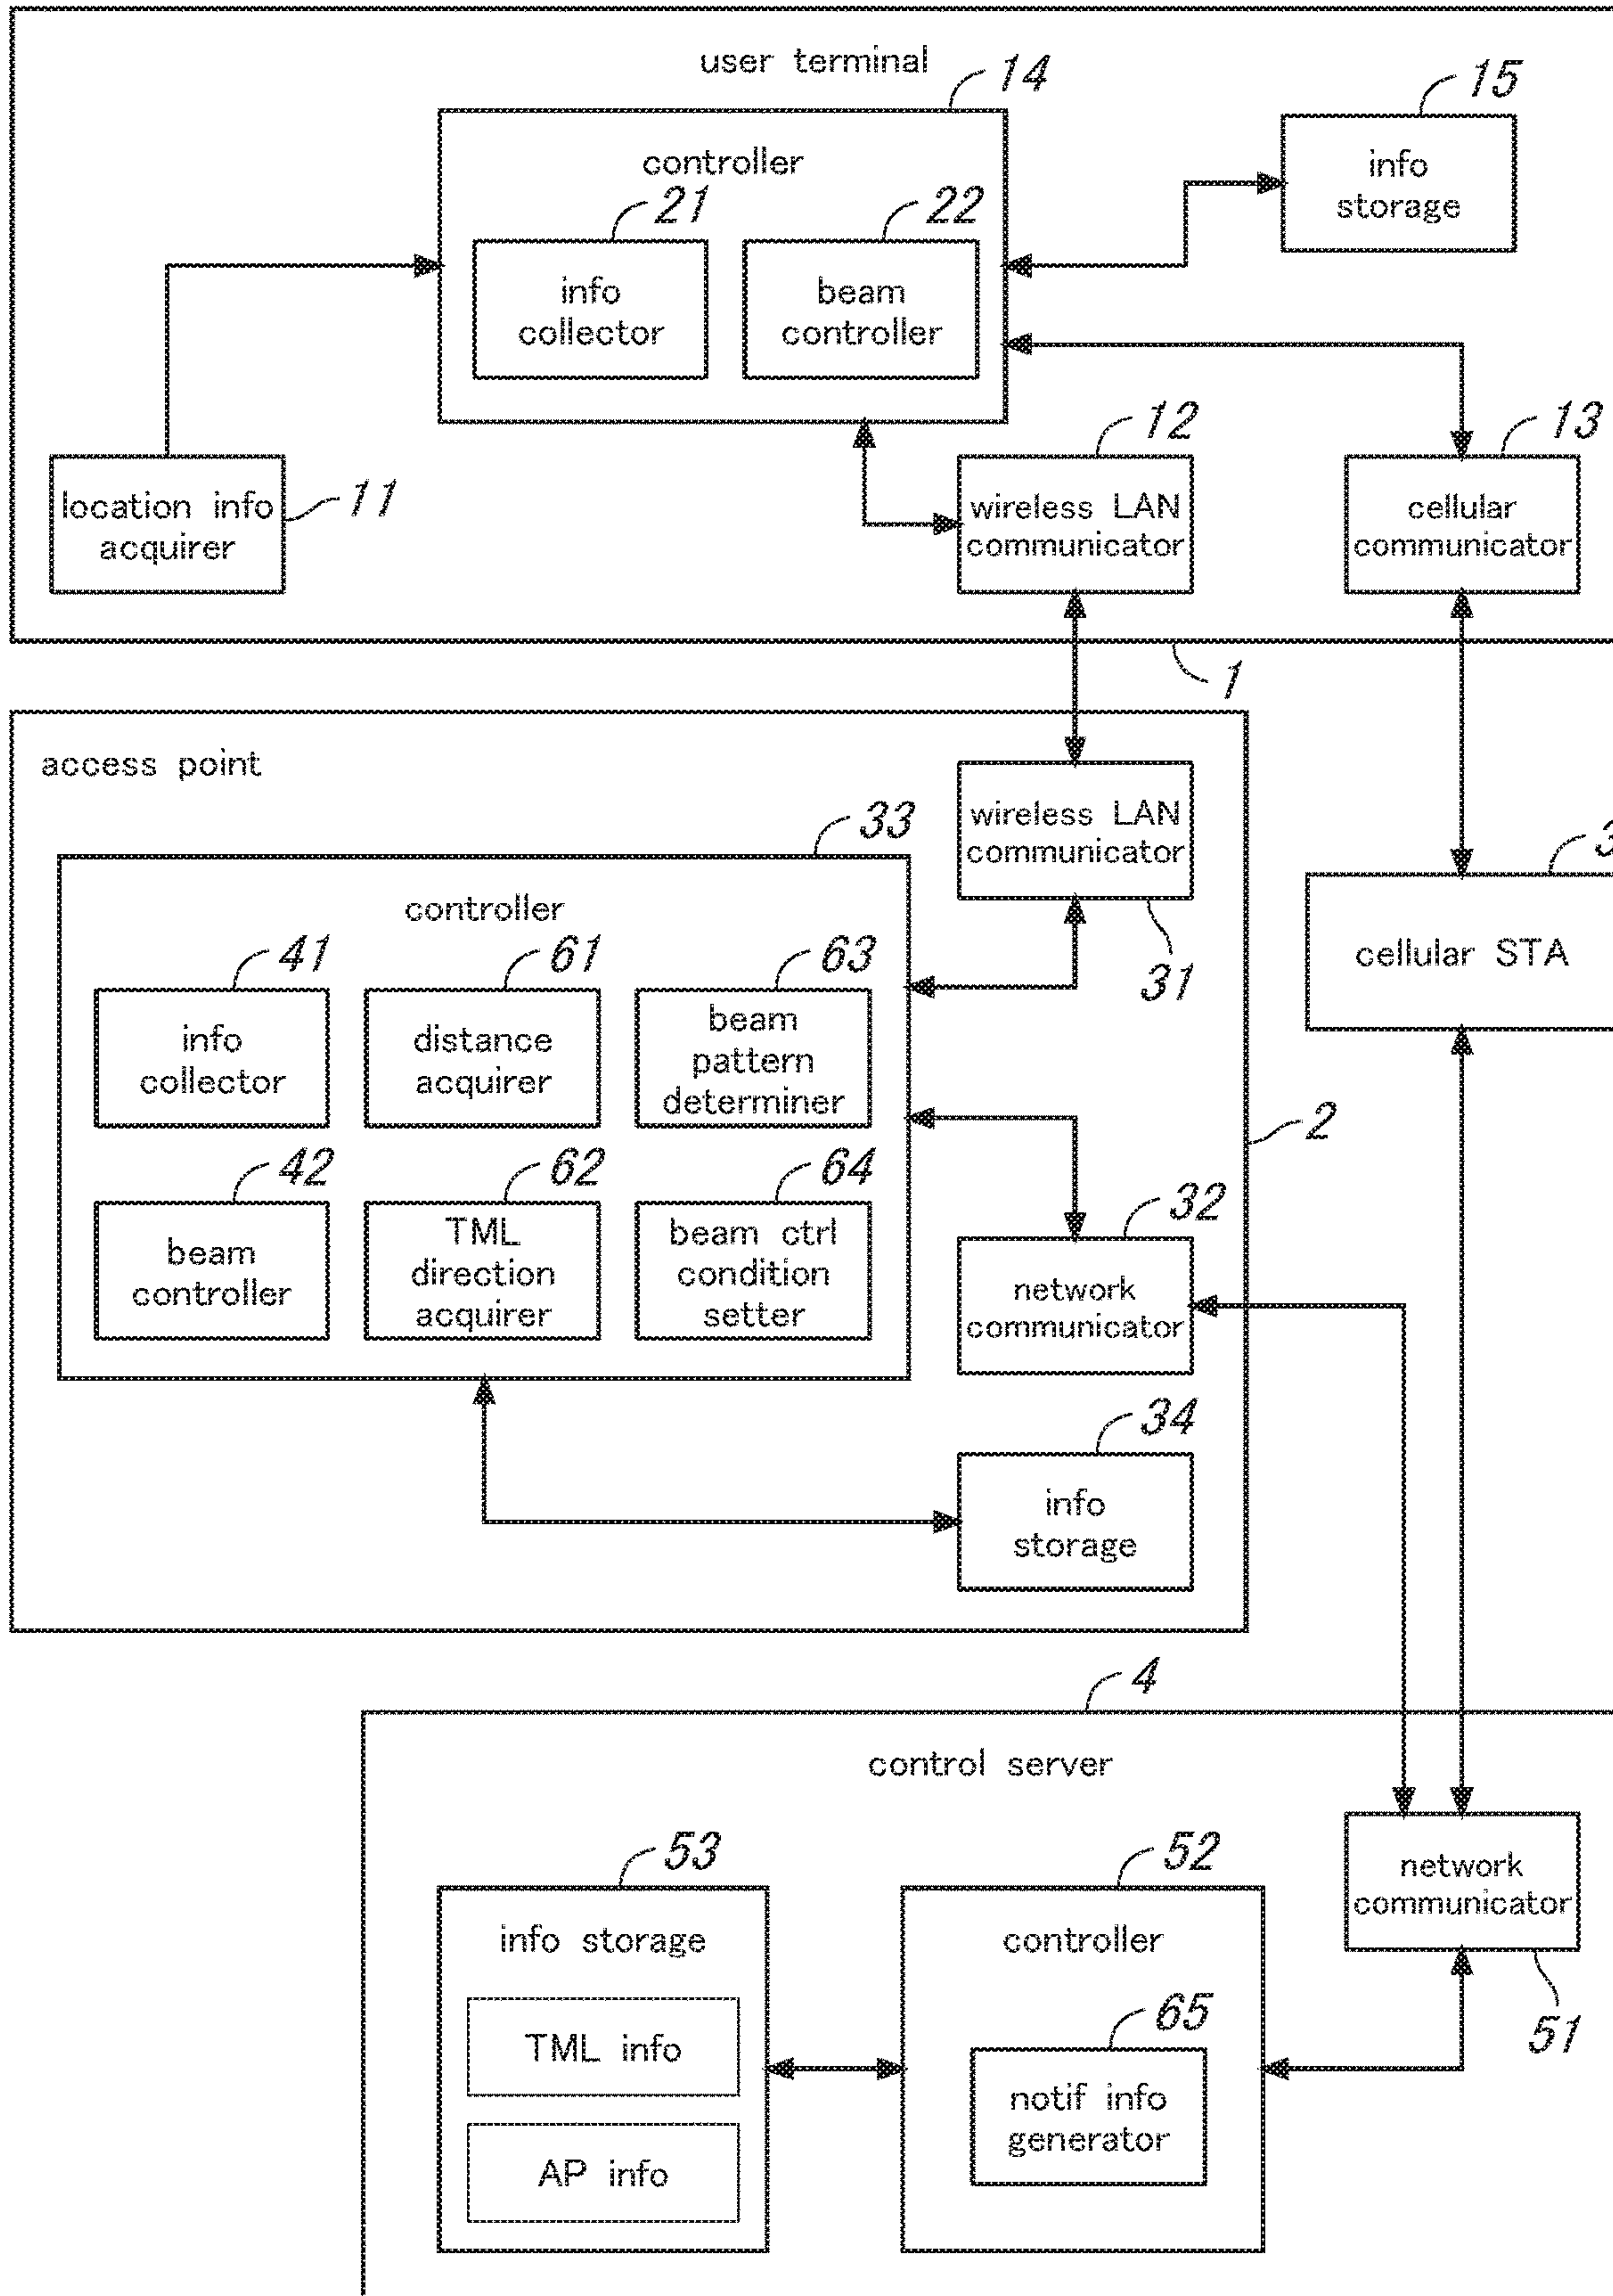 user terminal
14
15
controller
info
storage
21
22
info
collector
beam
controller
12
13
location info
acquirer
11
wireless LAN
communicator
cellular
communicator
1
access point
wireless LAN
communicator
33
3
controller
31
cellular STA
41
61
63
info
collector
distance
acquirer
beam
pattern
determiner
2
42
62
64
32
beam
controller
TML
direction
acquirer
beam ctrl
condition
setter
network
communicator
34
info
storage
4
control server
53
52
network
communicator
info storage
controller
51
TML info
65
notif info
generator
AP info